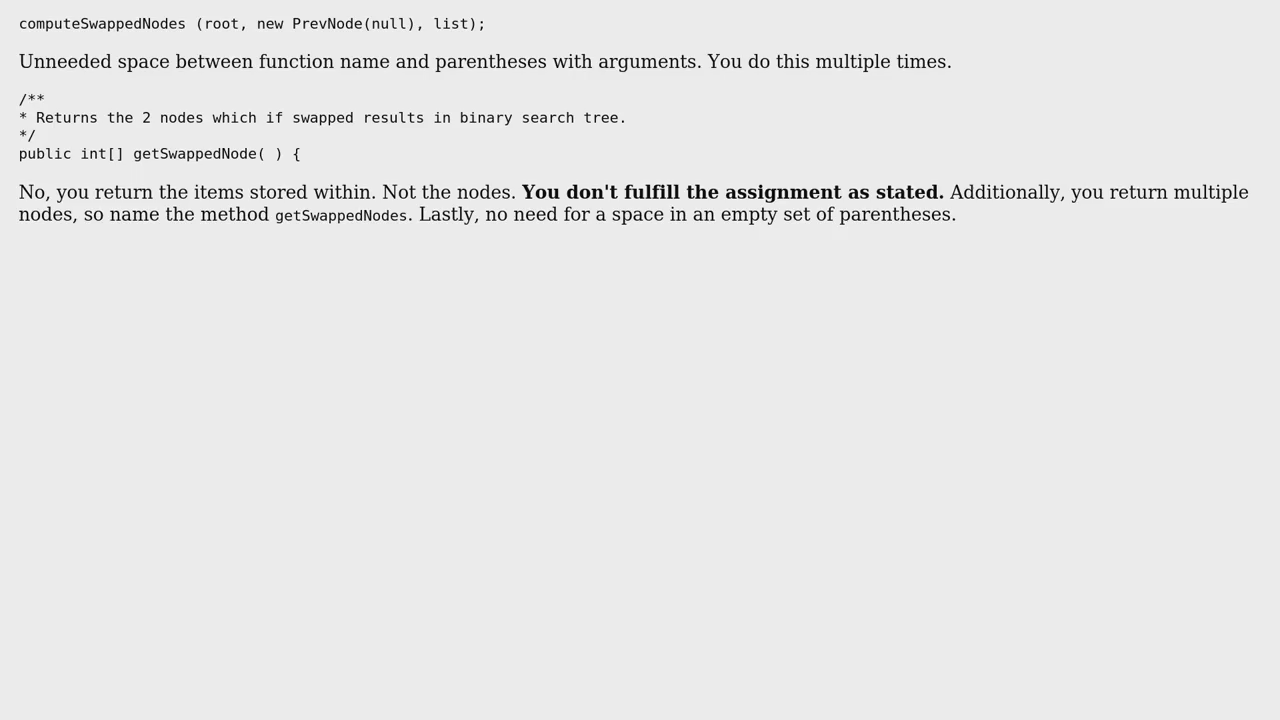 computeSwappedNodes (root, new PrevNode(null), list);
Unneeded space between function name and parentheses with arguments. You do this multiple times.
/**
* Returns the 2 nodes which if swapped results in binary search tree.
*/
public int[] getSwappedNode( ) {
No, you return the items stored within. Not the nodes. You don't fulfill the assignment as stated. Additionally, you return multiple
nodes, so name the method getSwappedNodes. Lastly, no need for a space in an empty set of parentheses.